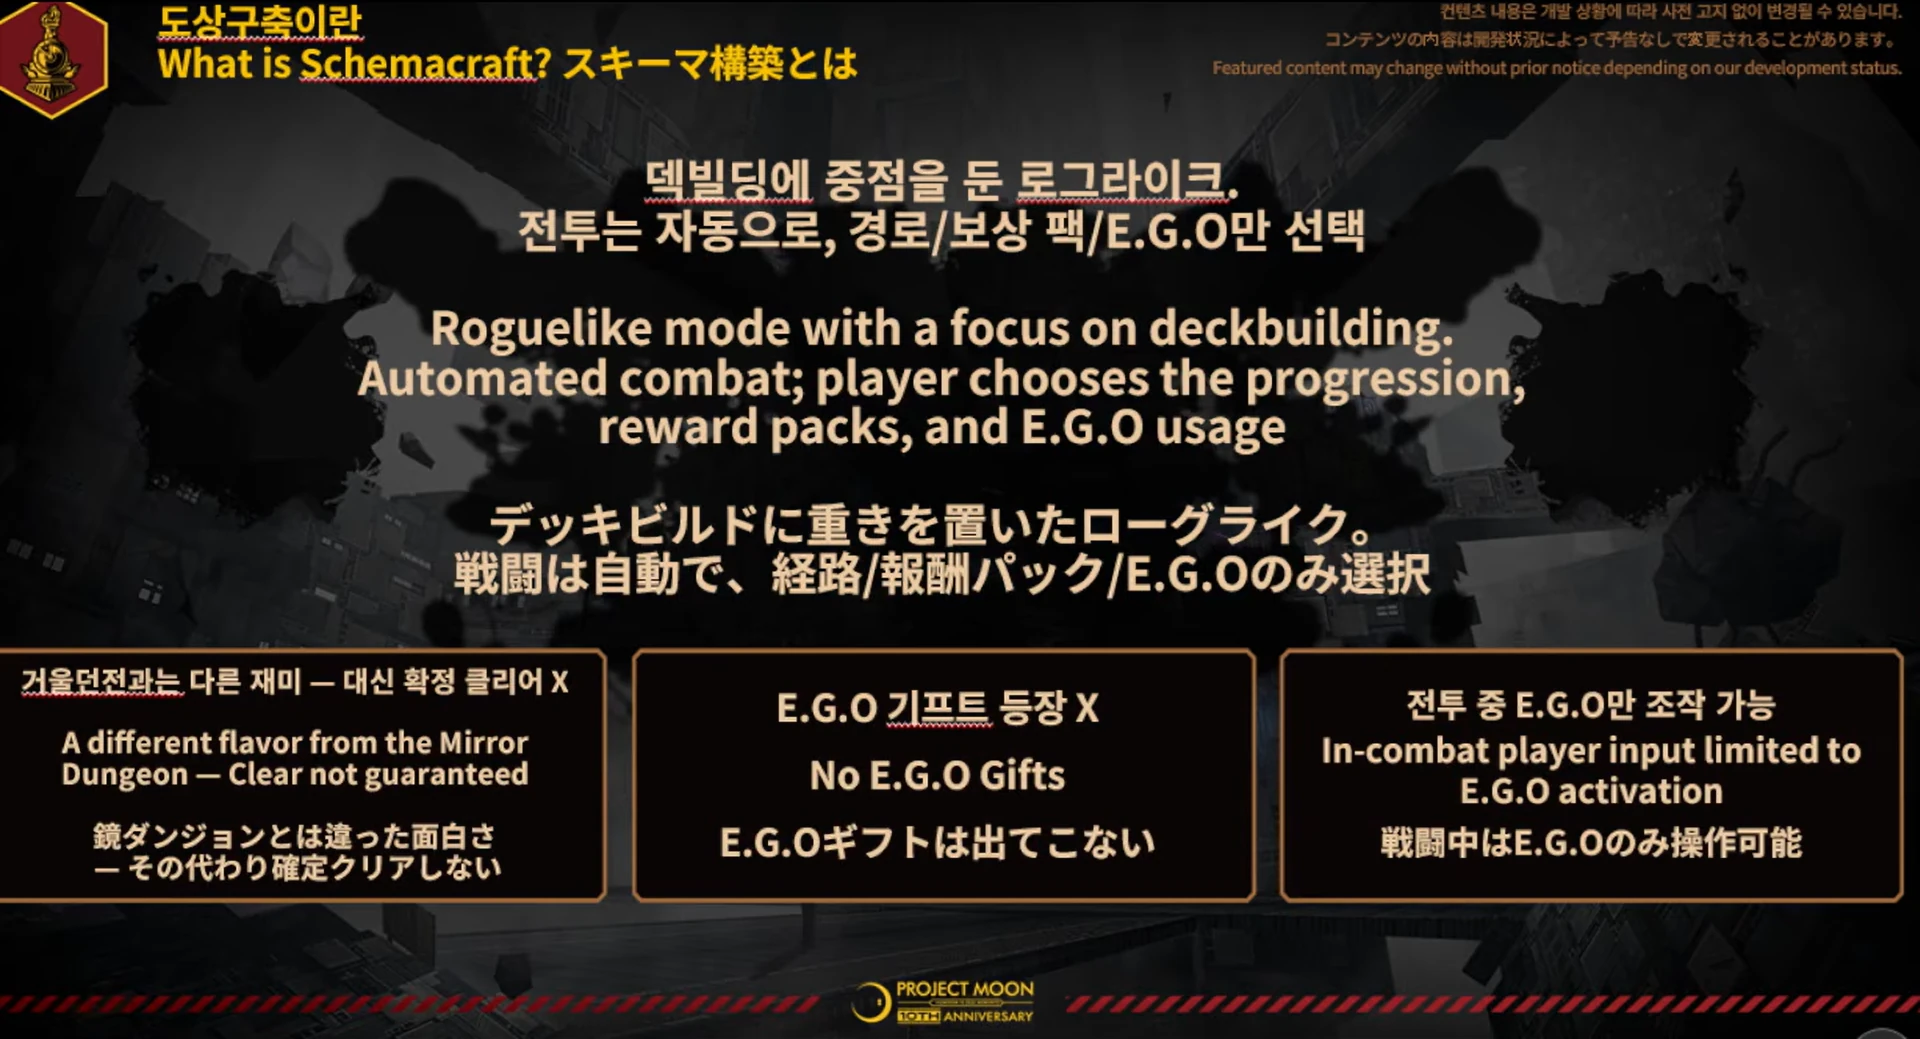 도상구축이란
What is Schemacraft? スキーマ構築とは
컨텐츠 내용은 개발 상황에 따라 사전 고지 없이 변경될 수 있습니다.
コンテンツの内容は開発状況によって予告なしで変更されることがあります。
Featured content may change without prior notice depending on our development status.
덱빌딩에 중점을 둔 로그라이크.
전투는 자동으로, 경로/보상 팩/E.G.O만 선택
Roguelike mode with a focus on deckbuilding.
Automated combat; player chooses the progression,
reward packs, and E.G.O usage
デッキビルドに重きを置いたローグライク。
戦闘は自動で、経路/報酬パック/E.G.Oのみ選択
거울던전과는 다른 재미 — 대신 확정 클리어 X
A different flavor from the Mirror
Dungeon — Clear not guaranteed
鏡ダンジョンとは違った面白さ
— その代わり確定クリアしない
E.G.O 기프트 등장 X
No E.G.O Gifts
E.G.Oギフトは出てこない
전투 중 E.G.O만 조작 가능
In-combat player input limited to
E.G.O activation
戦闘中はE.G.Oのみ操作可能
PROJECT MOON
10TH ANNIVERSARY